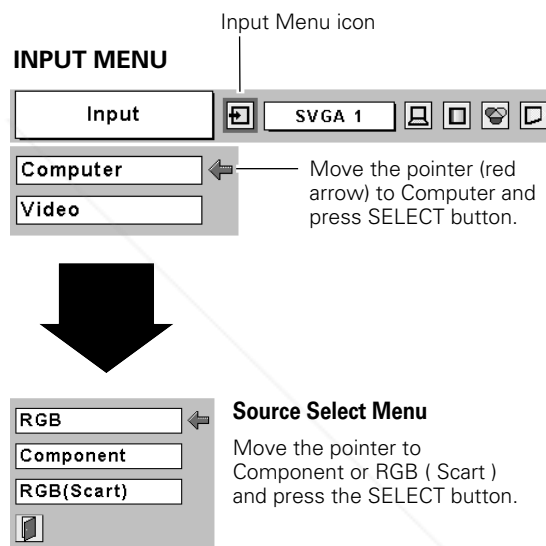 Input Menu icon
INPUT MENU
Input
SVGA 1
Computer
Video
Move the pointer (red
arrow) to Computer and
press SELECT button.
RGB
Component
RGB(Scart)
Source Select Menu
Move the pointer to
Component or RGB ( Scart )
and press the SELECT button.